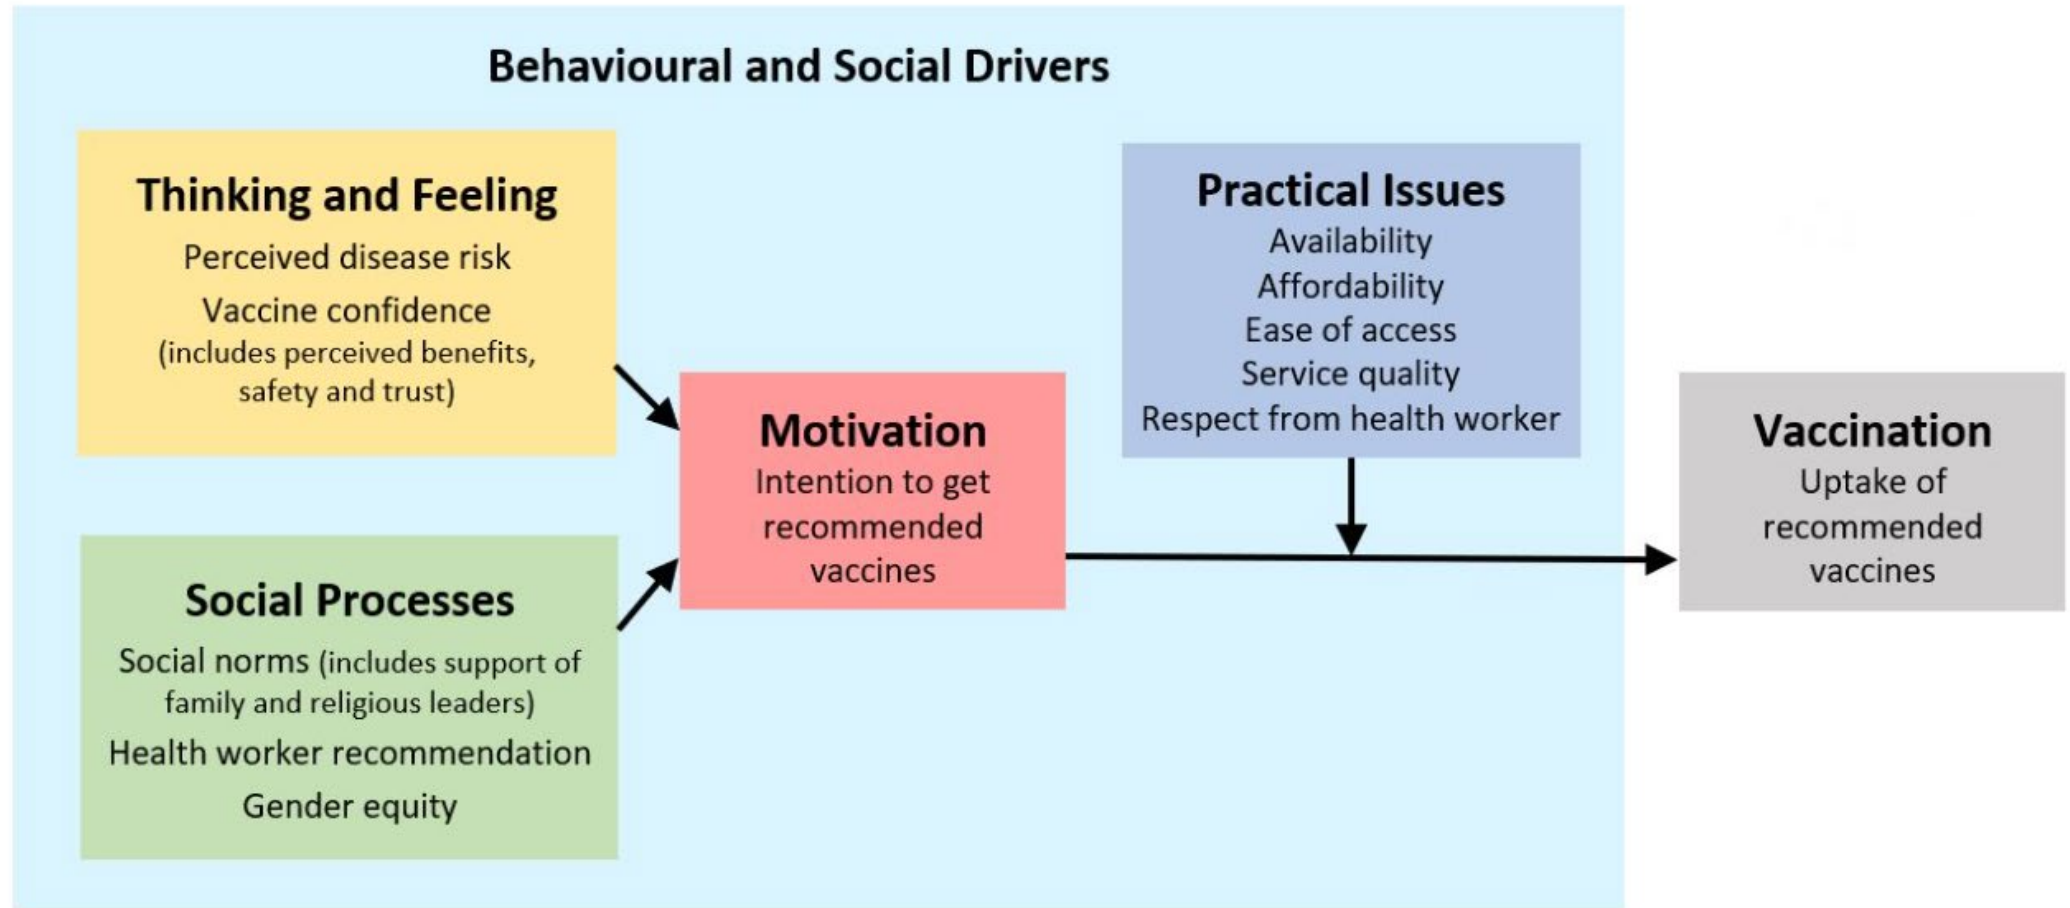 Behavioural and Social Drivers
Thinking and Feeling
Perceived disease risk
Vaccine confidence
(includes perceived benefits,
safety and trust)
Social Processes
Social norms (includes support of
family and religious leaders)
Health worker recommendation
Gender equity
Motivation
Intention to get
recommended
vaccines
Practical Issues
Availability
Affordability
Ease of access
Service quality
Respect from health worker
Vaccination
Uptake of
recommended
vaccines